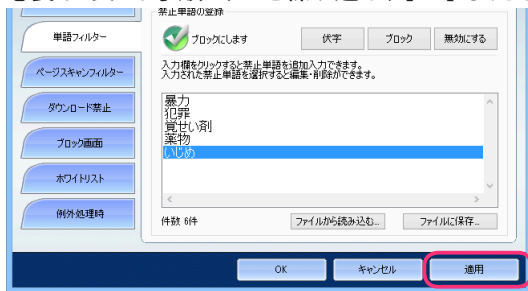 禁止単語の登録
単語フィルター
ブロックにします
伏字
ブロック
無効にする
ページスキャンフィルター
入力欄をクリックすると禁止単語を追加入力できます。
入力された禁止単語を選択すると編集・削除ができます。
ダウンロード禁止
暴力
犯罪
覚せい剤
薬物
いじめ
ブロック画面
ホワイトリスト
例外処理時
件数 6件
ファイルから読み込む...
ファイルに保存...
OK
キャンセル
適用